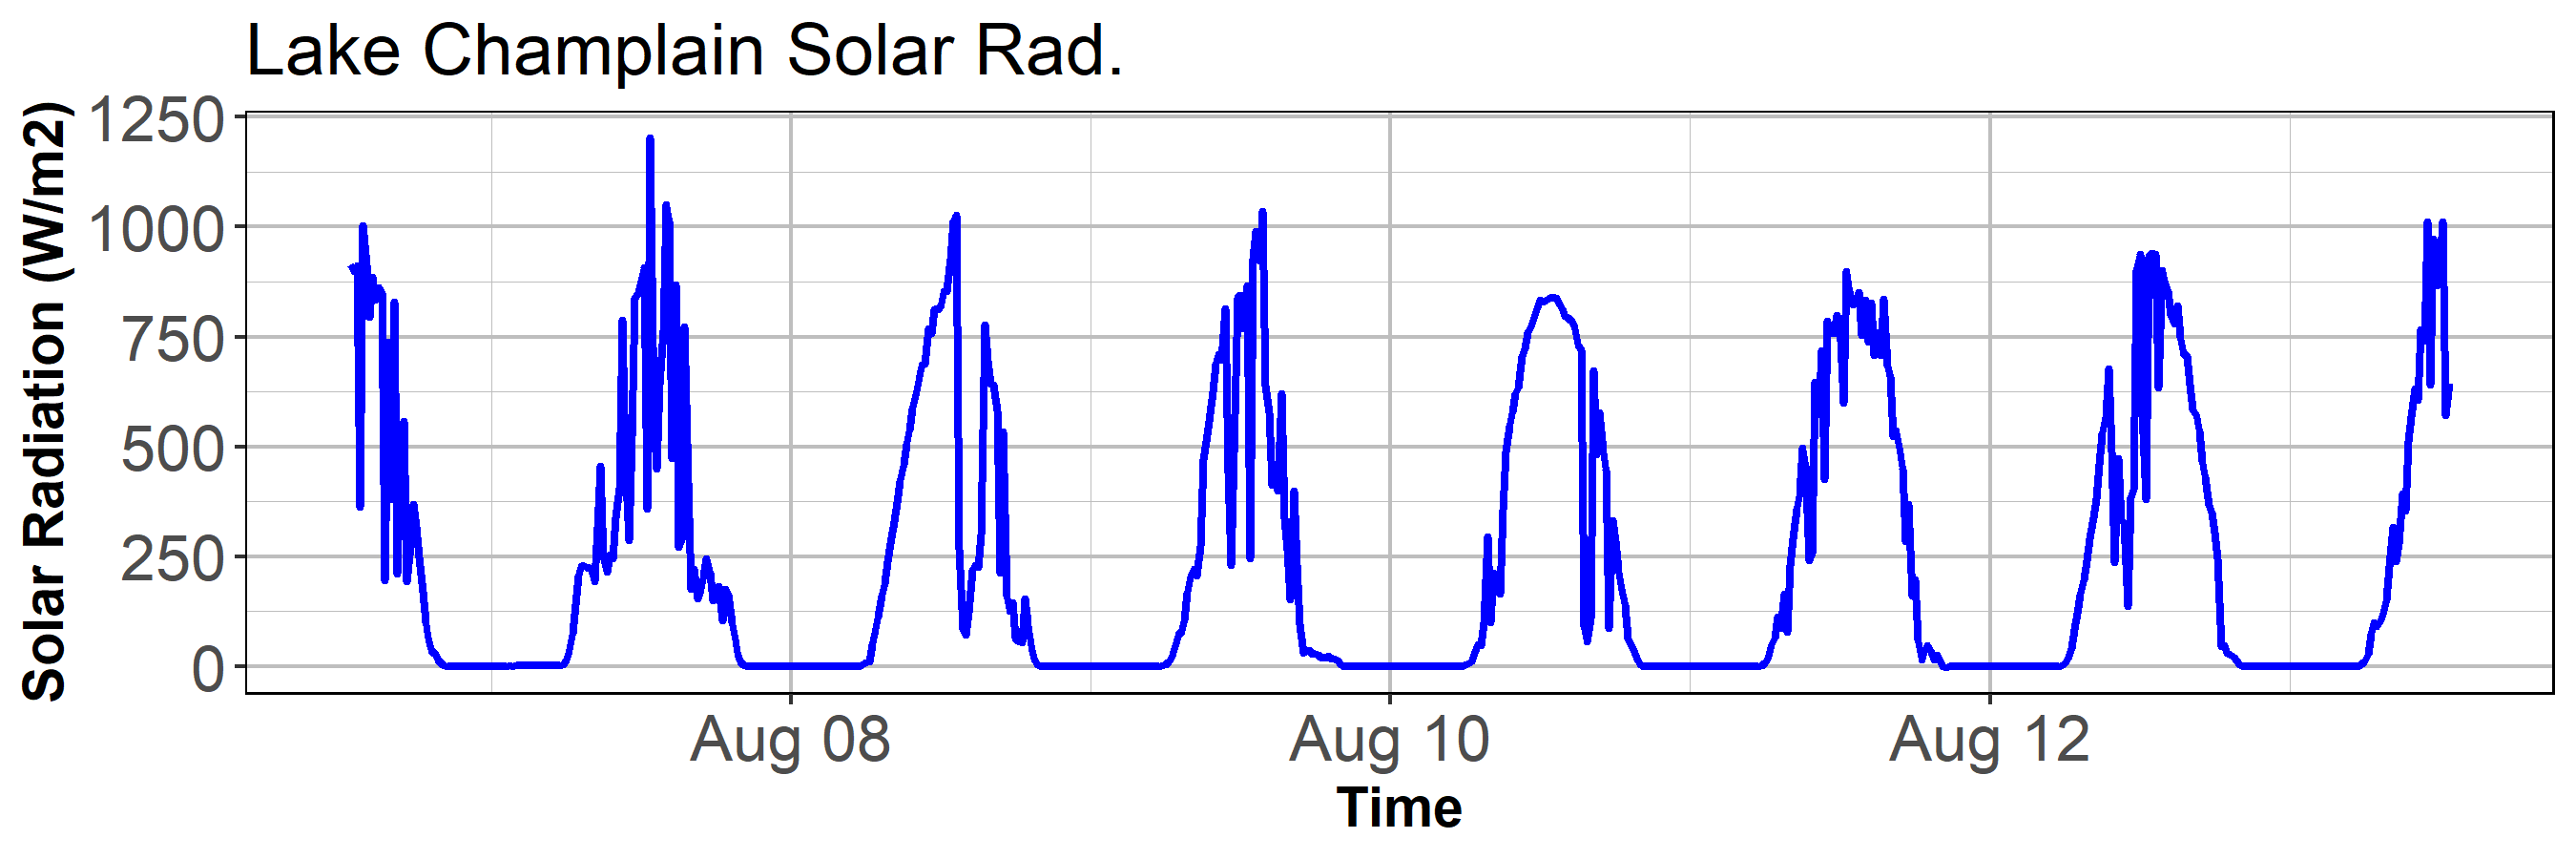 Lake Champlain Solar Rad.
Solar Radiation (W/m2)
1250
1000
750
500
250
0
Aug 08
Aug 10
Aug 12
Time